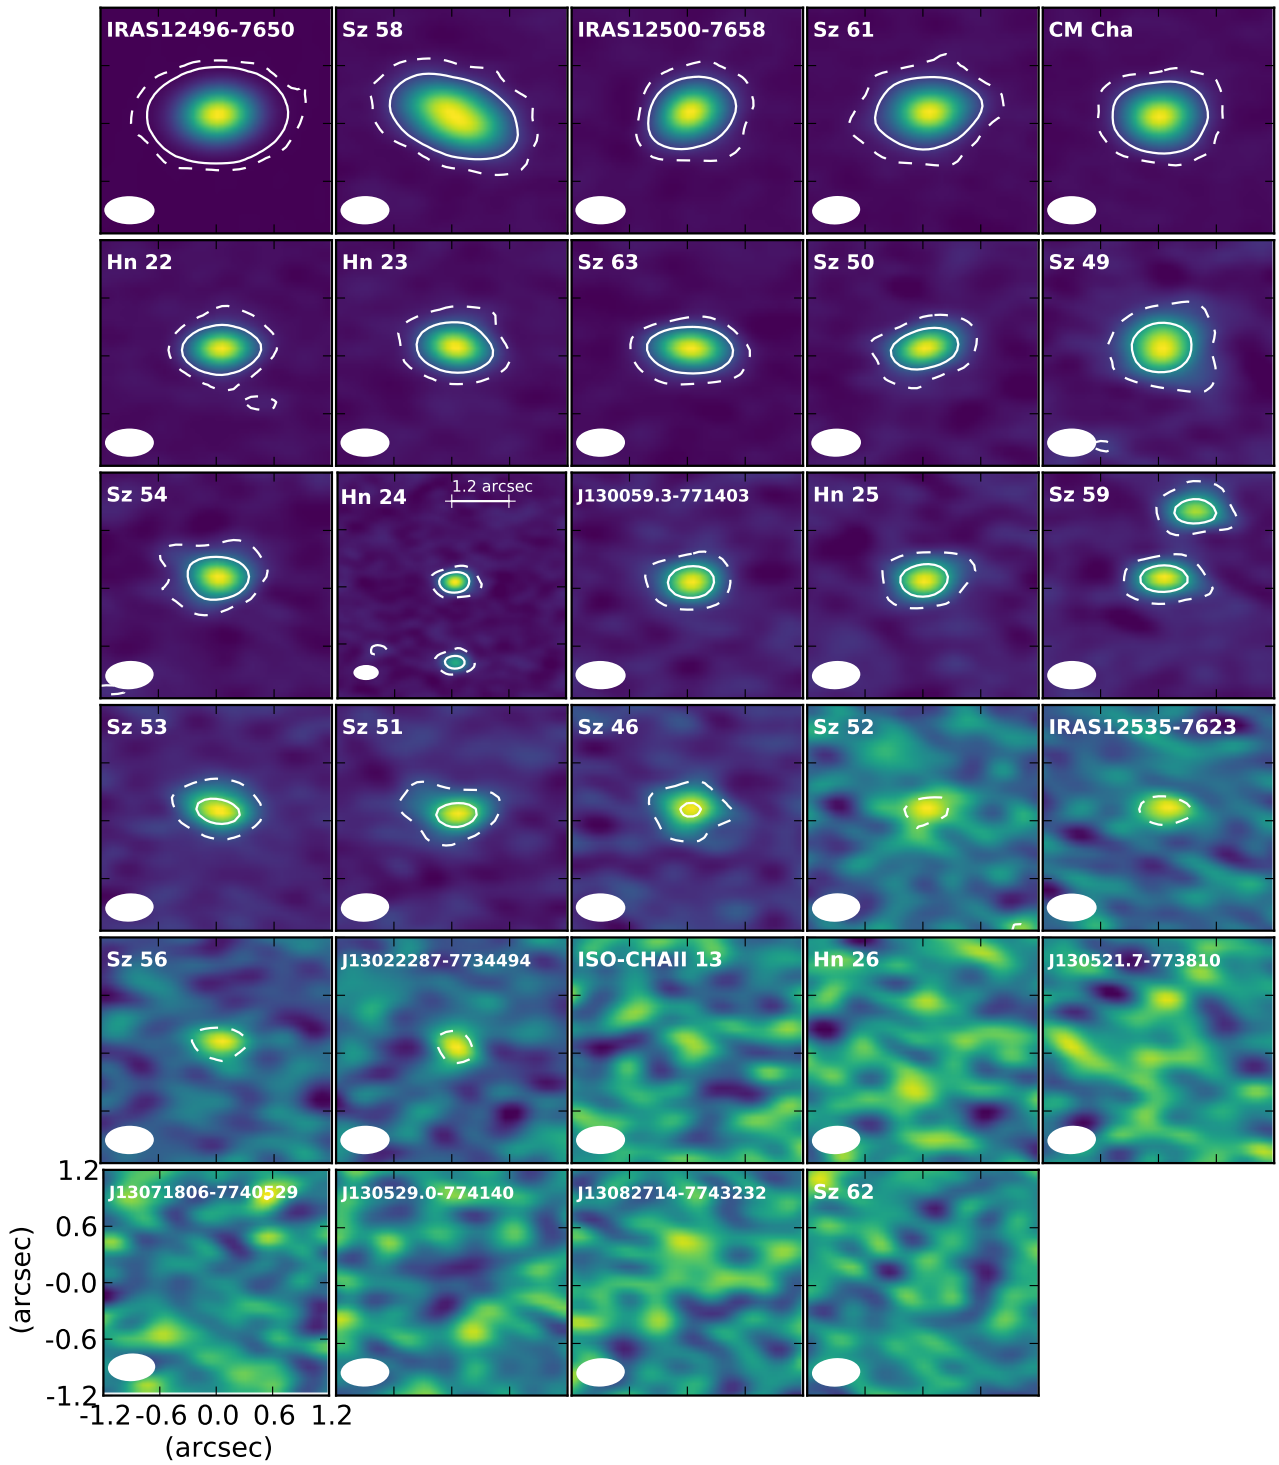 IRAS12496-7650
Sz 58
IRAS12500-7658
Sz 61
CM Cha
Hn 22
Hn 23
Sz 63
Sz 50
Sz 49
Sz 54
Hn 24
1.2 arcsec
J130059.3-771403
Hn 25
Sz 59
Sz 53
Sz 51
Sz 46
Sz 52
IRAS12535-7623
Sz 56
J13022287-7734494
ISO-CHAII 13
Hn 26
J130521.7-773810
J13071806-7740529
J130529.0-774140
J13082714-7743232
Sz 62
1.2
0.6
-0.0
-0.6
-1.2
(arcsec)
-1.2 -0.6 0.0 0.6 1.2
(arcsec)